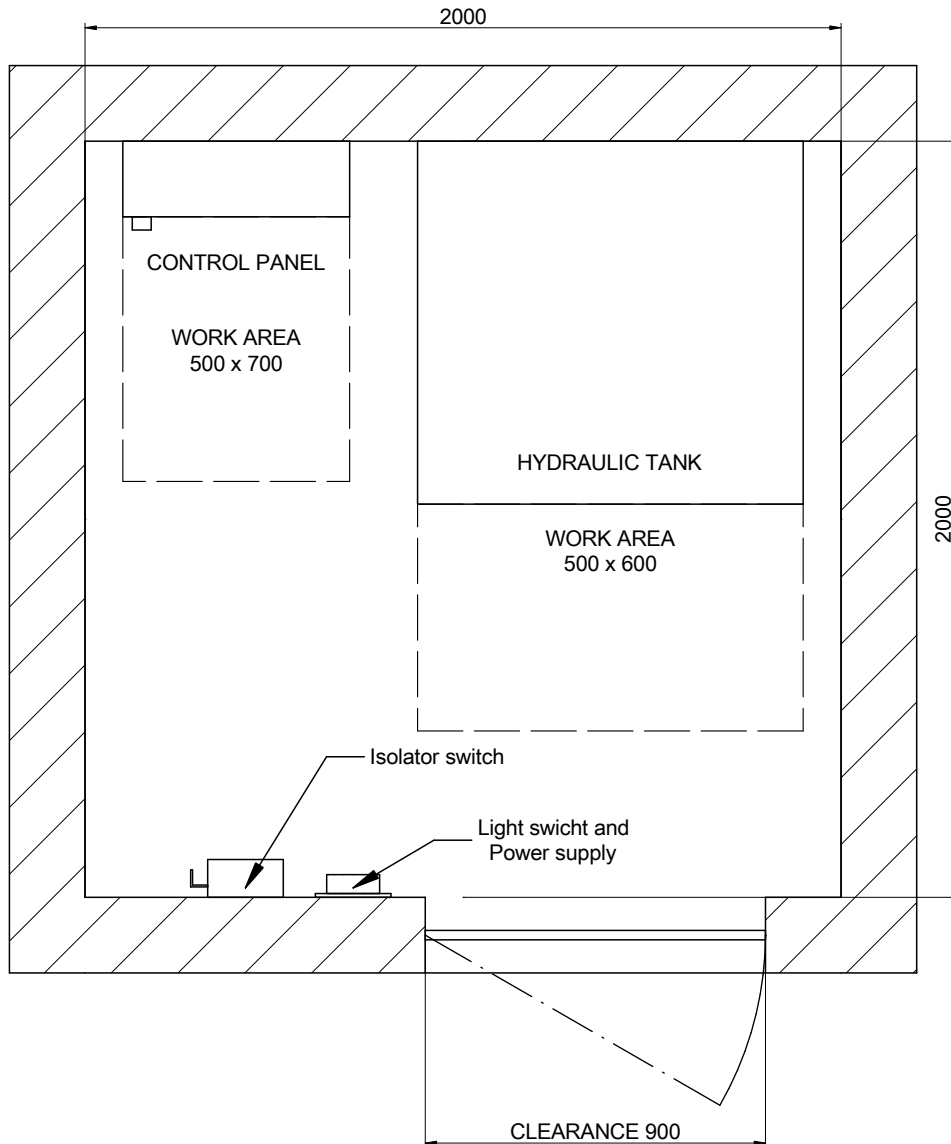 2000
CONTROL PANEL
WORK AREA
500 x 700
HYDRAULIC TANK
2000
WORK AREA
500 x 600
Isolator switch
Light swicht and
Power supply
CLEARANCE 900